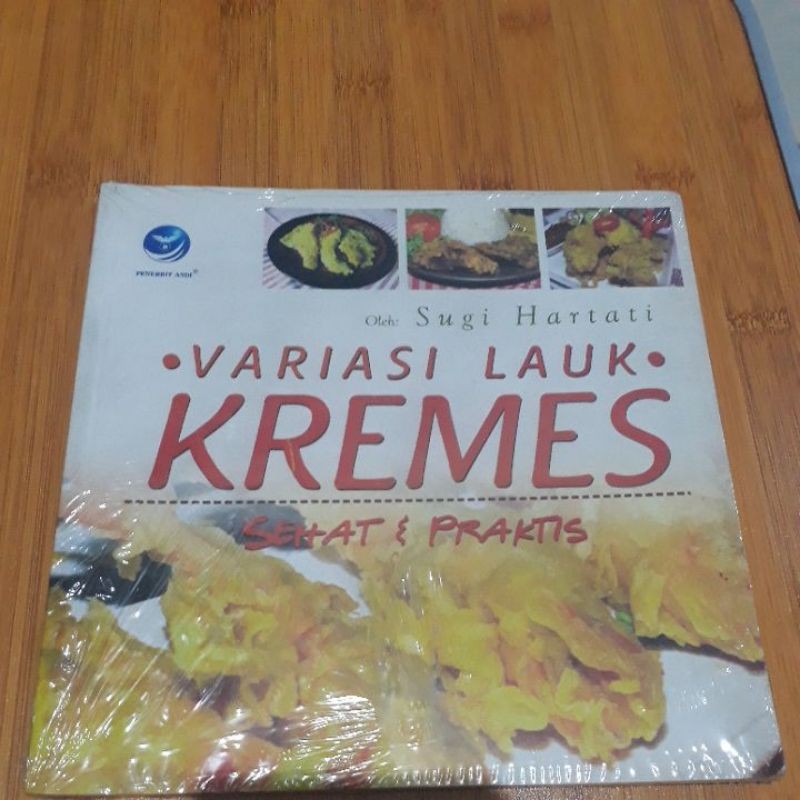 PENERBIT ANDI®
Oleh: Sugi Hartati
•VARIASI LAUK•
KREMES
SEHAT & PRAKTIS